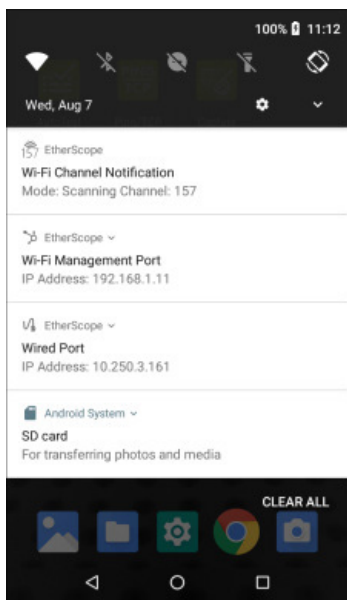 100% 11:12
Wed, Aug 7
157 EtherScope
Wi-Fi Channel Notification
Mode: Scanning Channel: 157
EtherScope
Wi-Fi Management Port
IP Address: 192.168.1.11
EtherScope
Wired Port
IP Address: 10.250.3.161
Android System
SD card
For transferring photos and media
CLEAR ALL